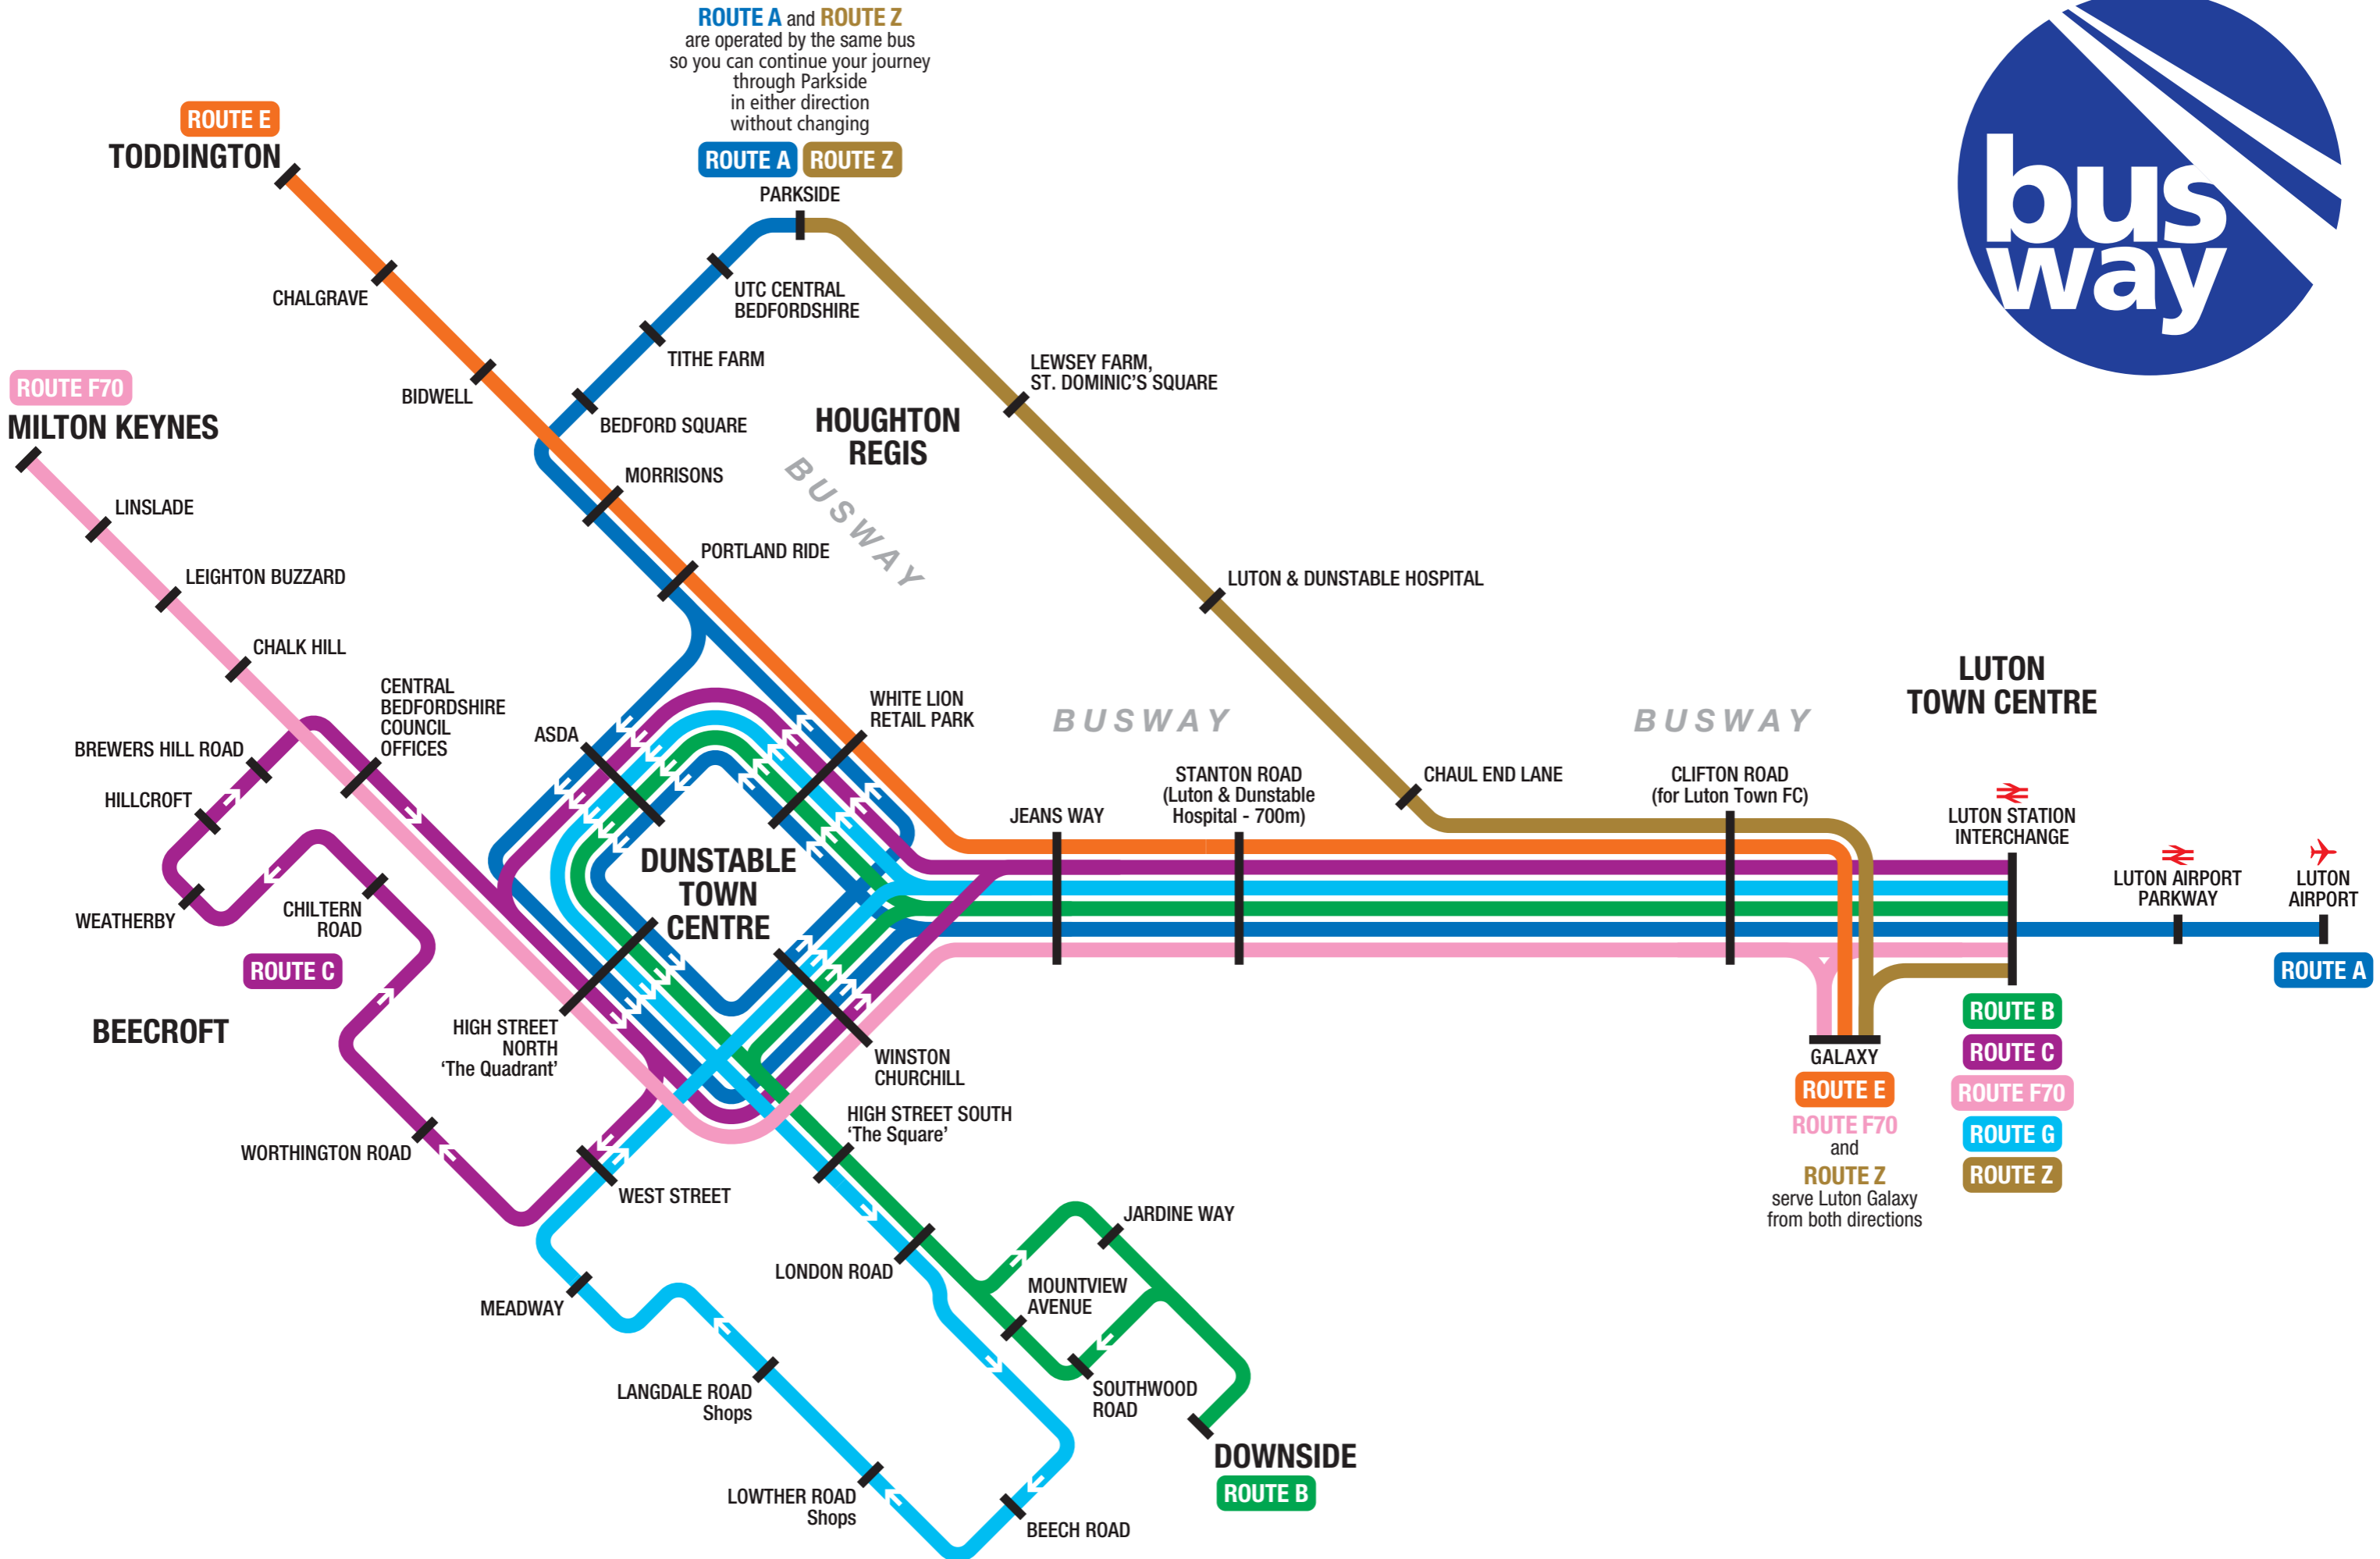 ROUTE A and ROUTE Z
are operated by the same bus
so you can continue your journey
through Parkside
in either direction
without changing
ROUTE A
ROUTE Z
PARKSIDE
bus
way
ROUTE E
TODDINGTON
CHALGRAVE
BIDWELL
UTC CENTRAL
BEDFORDSHIRE
TITHE FARM
BEDFORD SQUARE
MORRISONS
PORTLAND RIDE
HOUGHTON
REGIS
BUSWAY
LEWSEY FARM,
ST. DOMINIC'S SQUARE
LUTON & DUNSTABLE HOSPITAL
ROUTE F70
MILTON KEYNES
LINSLADE
LEIGHTON BUZZARD
CHALK HILL
CENTRAL
BEDFORDSHIRE
COUNCIL
OFFICES
BREWERS HILL ROAD
HILLCROFT
WEATHERBY
CHILTERN
ROAD
ROUTE C
BEECROFT
WORTHINGTON ROAD
ASDA
WHITE LION
RETAIL PARK
DUNSTABLE
TOWN
CENTRE
HIGH STREET
NORTH
'The Quadrant'
WINSTON
CHURCHILL
HIGH STREET SOUTH
'The Square'
WEST STREET
MEADWAY
LONDON ROAD
LANGDALE ROAD
Shops
LOWTHER ROAD
Shops
BEECH ROAD
JARDINE WAY
MOUNTVIEW
AVENUE
SOUTHWOOD
ROAD
DOWNSIDE
ROUTE B
BUSWAY
JEANS WAY
STANTON ROAD
(Luton & Dunstable
Hospital - 700m)
CHAUL END LANE
BUSWAY
CLIFTON ROAD
(for Luton Town FC)
LUTON
TOWN CENTRE
LUTON STATION
INTERCHANGE
LUTON AIRPORT
PARKWAY
LUTON
AIRPORT
ROUTE A
GALAXY
ROUTE E
ROUTE F70
and
ROUTE Z
serve Luton Galaxy
from both directions
ROUTE B
ROUTE C
ROUTE F70
ROUTE G
ROUTE Z